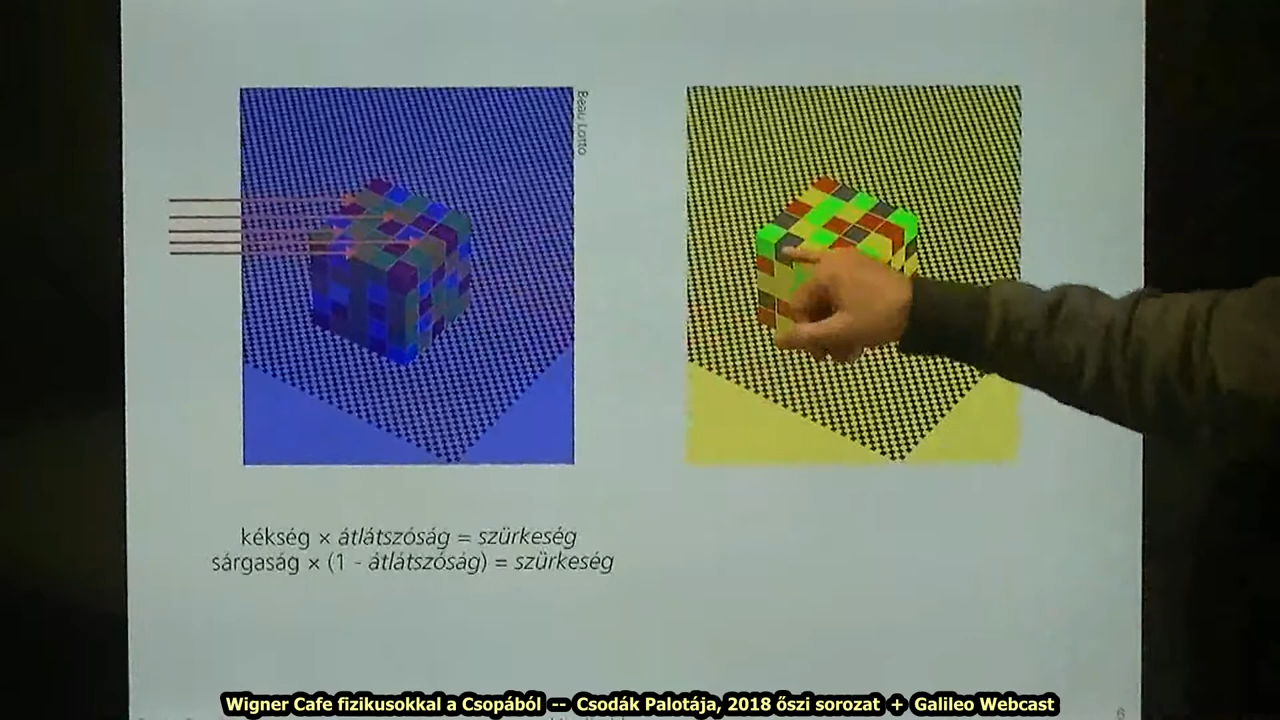 Beau Lotto
kékség × átlátszóság = szürkeség
sárgaság × (1 - átlátszóság) = szürkeség
Wigner Cafe fizikusokkal a Csopából -- Csodák Palotája, 2018 őszi sorozat + Galileo Webcast